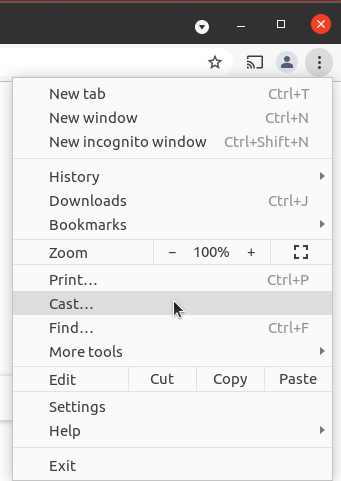 New tab Ctrl+T
New window Ctrl+N
New incognito window Ctrl+Shift+N
History
Downloads Ctrl+J
Bookmarks
Zoom − 100% +
Print… Ctrl+P
Cast…
Find… Ctrl+F
More tools
Edit Cut Copy Paste
Settings
Help
Exit